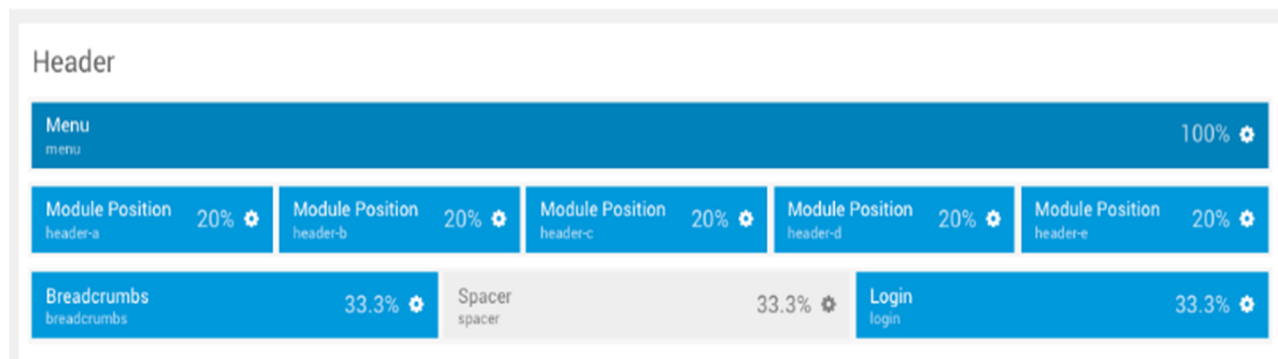 Header
Menu
menu
100%
Module Position
header-a
20%
Module Position
header-b
20%
Module Position
header-c
20%
Module Position
header-d
20%
Module Position
header-e
20%
Breadcrumbs
breadcrumbs
33.3%
Spacer
spacer
33.3%
Login
login
33.3%